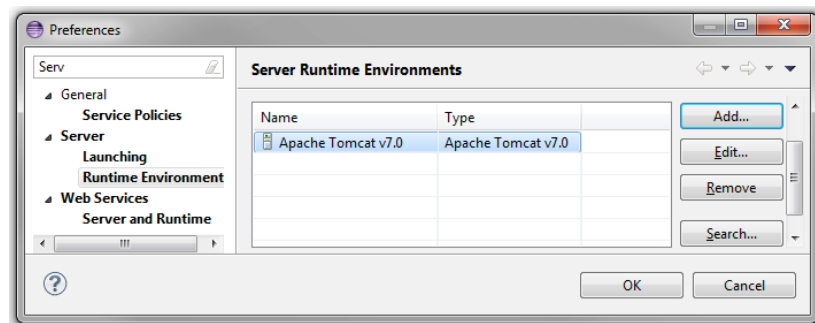 Preferences
Serv
General
Service Policies
Server
Launching
Runtime Environment
Web Services
Server and Runtime
Server Runtime Environments
Name Type
Apache Tomcat v7.0 Apache Tomcat v7.0
Add...
Edit...
Remove
Search...
OK Cancel